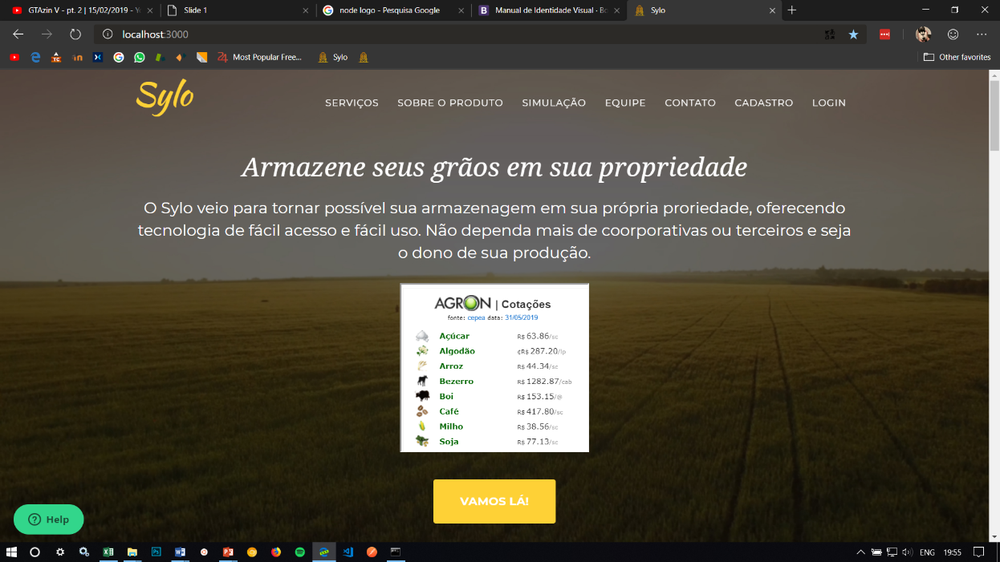 GTAzin V - pt. 2 | 15/02/2019 - Y
Slide 1
node logo - Pesquisa Google
Manual de Identidade Visual · Bo
Sylo
localhost:3000
Most Popular Free...
Sylo
Other favorites
Sylo
SERVIÇOS
SOBRE O PRODUTO
SIMULAÇÃO
EQUIPE
CONTATO
CADASTRO
LOGIN
Armazene seus grãos em sua propriedade
O Sylo veio para tornar possível sua armazenagem em sua própria proriedade, oferecendo
tecnologia de fácil acesso e fácil uso. Não dependa mais de coorporativas ou terceiros e seja
o dono de sua produção.
AGRON | Cotações
fonte: cepea data: 31/05/2019
Açúcar R$ 63.86/sc
Algodão ¢R$ 287.20/lp
Arroz R$ 44.34/sc
Bezerro R$ 1282.87/cab
Boi R$ 153.15/@
Café R$ 417.80/sc
Milho R$ 38.56/sc
Soja R$ 77.13/sc
VAMOS LÁ!
Help
ENG 19:55